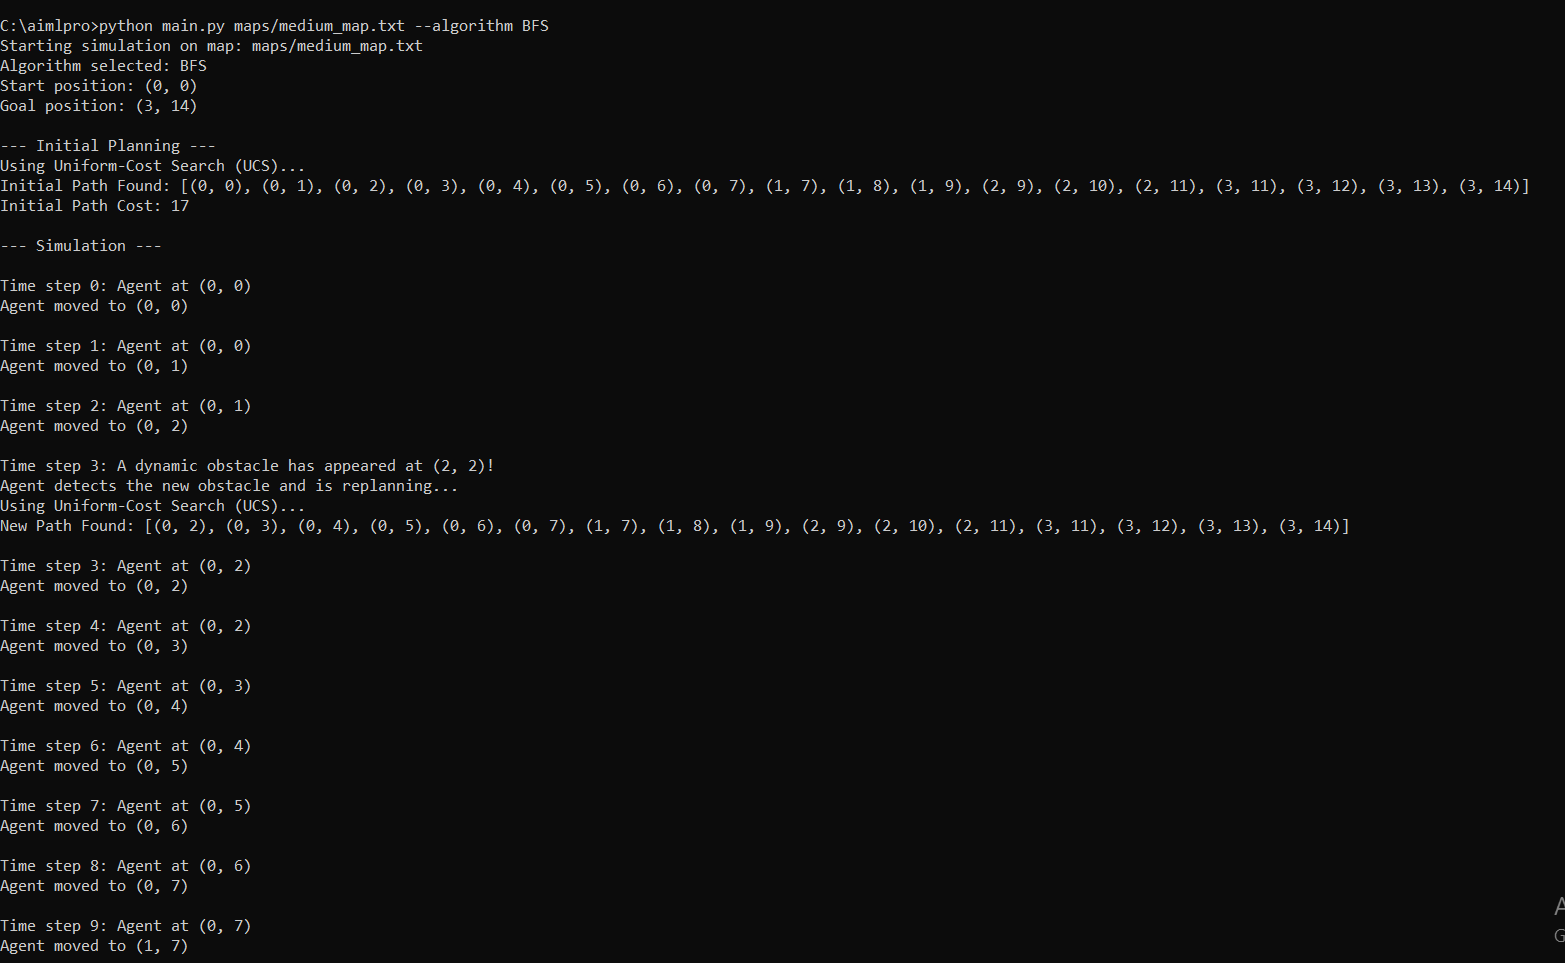 C:\aimlpro>python main.py maps/medium_map.txt --algorithm BFS
Starting simulation on map: maps/medium_map.txt
Algorithm selected: BFS
Start position: (0, 0)
Goal position: (3, 14)
--- Initial Planning ---
Using Uniform-Cost Search (UCS)...
Initial Path Found: [(0, 0), (0, 1), (0, 2), (0, 3), (0, 4), (0, 5), (0, 6), (0, 7), (1, 7), (1, 8), (1, 9), (2, 9), (2, 10), (2, 11), (3, 11), (3, 12), (3, 13), (3, 14)]
Initial Path Cost: 17
--- Simulation ---
Time step 0: Agent at (0, 0)
Agent moved to (0, 0)
Time step 1: Agent at (0, 0)
Agent moved to (0, 1)
Time step 2: Agent at (0, 1)
Agent moved to (0, 2)
Time step 3: A dynamic obstacle has appeared at (2, 2)!
Agent detects the new obstacle and is replanning...
Using Uniform-Cost Search (UCS)...
New Path Found: [(0, 2), (0, 3), (0, 4), (0, 5), (0, 6), (0, 7), (1, 7), (1, 8), (1, 9), (2, 9), (2, 10), (2, 11), (3, 11), (3, 12), (3, 13), (3, 14)]
Time step 3: Agent at (0, 2)
Agent moved to (0, 2)
Time step 4: Agent at (0, 2)
Agent moved to (0, 3)
Time step 5: Agent at (0, 3)
Agent moved to (0, 4)
Time step 6: Agent at (0, 4)
Agent moved to (0, 5)
Time step 7: Agent at (0, 5)
Agent moved to (0, 6)
Time step 8: Agent at (0, 6)
Agent moved to (0, 7)
Time step 9: Agent at (0, 7)
Agent moved to (1, 7)